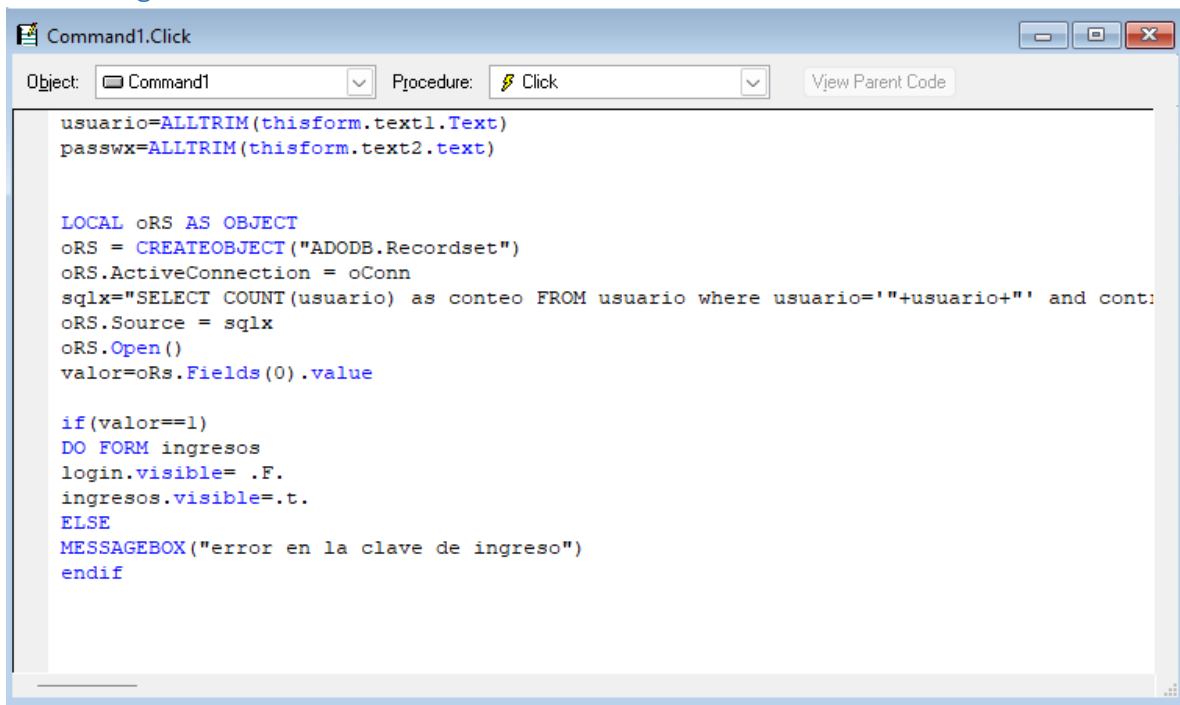 Command1.Click
Object: Command1 Procedure: Click View Parent Code
usuario=ALLTRIM(thisform.text1.Text)
passwx=ALLTRIM(thisform.text2.text)
LOCAL oRS AS OBJECT
oRS = CREATEOBJECT("ADODB.Recordset")
oRS.ActiveConnection = oConn
sqlx="SELECT COUNT(usuario) as conteo FROM usuario where usuario='"+usuario+"' and cont
oRS.Source = sqlx
oRS.Open()
valor=oRs.Fields(0).value
if(valor==1)
DO FORM ingresos
login.visible= .F.
ingresos.visible=.t.
ELSE
MESSAGEBOX("error en la clave de ingreso")
endif